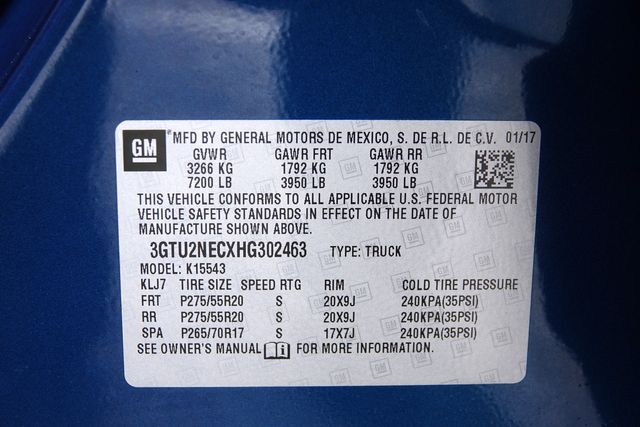 GM MFD BY GENERAL MOTORS DE MEXICO, S. DE R.L. DE C.V. 01/17
GVWR GAWR FRT GAWR RR
3266 KG 1792 KG 1792 KG
7200 LB 3950 LB 3950 LB
THIS VEHICLE CONFORMS TO ALL APPLICABLE U.S. FEDERAL MOTOR
VEHICLE SAFETY STANDARDS IN EFFECT ON THE DATE OF
MANUFACTURE SHOWN ABOVE.
3GTU2NECXHG302463 TYPE: TRUCK
MODEL: K15543
KLJ7 TIRE SIZE SPEED RTG RIM COLD TIRE PRESSURE
FRT P275/55R20 S 20X9J 240KPA(35PSI)
RR P275/55R20 S 20X9J 240KPA(35PSI)
SPA P265/70R17 S 17X7J 240KPA(35PSI)
SEE OWNER'S MANUAL i FOR MORE INFORMATION.